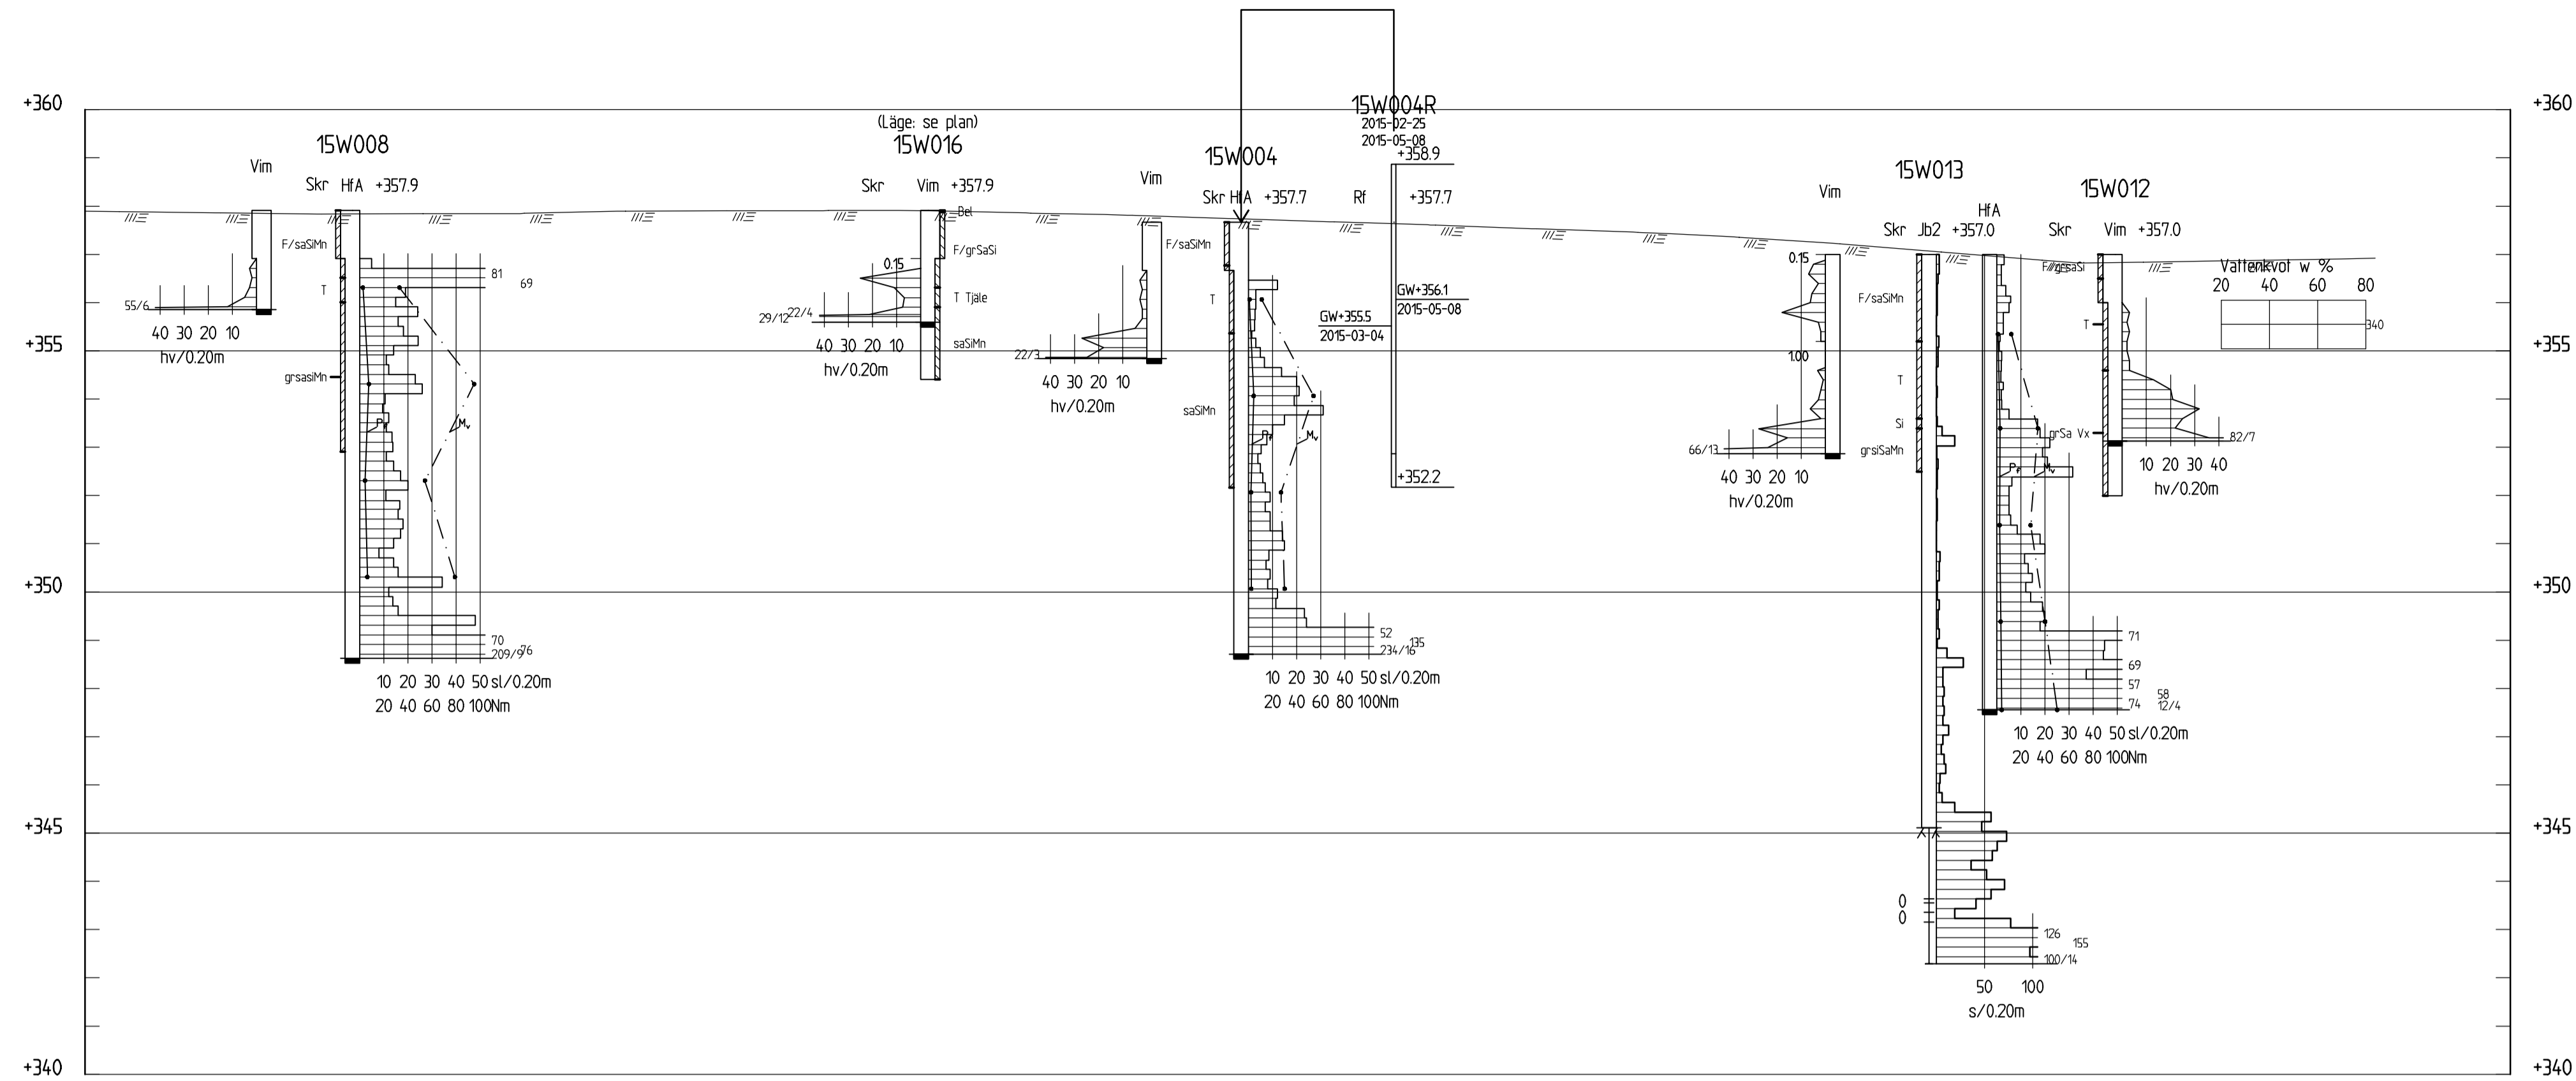 +360
+360
15W004R
2015-02-25
2015-05-08
+358.9
(Läge: se plan)
15W008
15W016
15W004
15W013
15W012
Vim
Skr HfA +357.9
Skr Vim +357.9
Vim
Skr HfA +357.7
Rf +357.7
Vim
HfA
Skr Jb2 +357.0
Skr Vim +357.0
F/saSiMn
T
grsasiMn
55/6
40 30 20 10
hv/0.20m
81
69
Pf
Mv
70
209/9
76
10 20 30 40 50 sl/0.20m
20 40 60 80 100Nm
Bel
F/grSaSi
0.15
T Tjäle
saSiMn
29/12
22/4
40 30 20 10
hv/0.20m
F/saSiMn
T
saSiMn
22/3
40 30 20 10
hv/0.20m
Pf
Mv
52
135
234/16
10 20 30 40 50 sl/0.20m
20 40 60 80 100Nm
GW+356.1
2015-05-08
GW+355.5
2015-03-04
+352.2
0.15
1.00
F/saSiMn
T
Si
grsiSaMn
66/13
40 30 20 10
hv/0.20m
0
0
126
155
100/14
50 100
s/0.20m
Pf
Mv
71
69
57
58
74
12/4
10 20 30 40 50 sl/0.20m
20 40 60 80 100Nm
F/grsaSi
T
grSa Vx
82/7
10 20 30 40
hv/0.20m
Vattenkvot w %
20 40 60 80
340
+355
+355
+350
+350
+345
+345
+340
+340